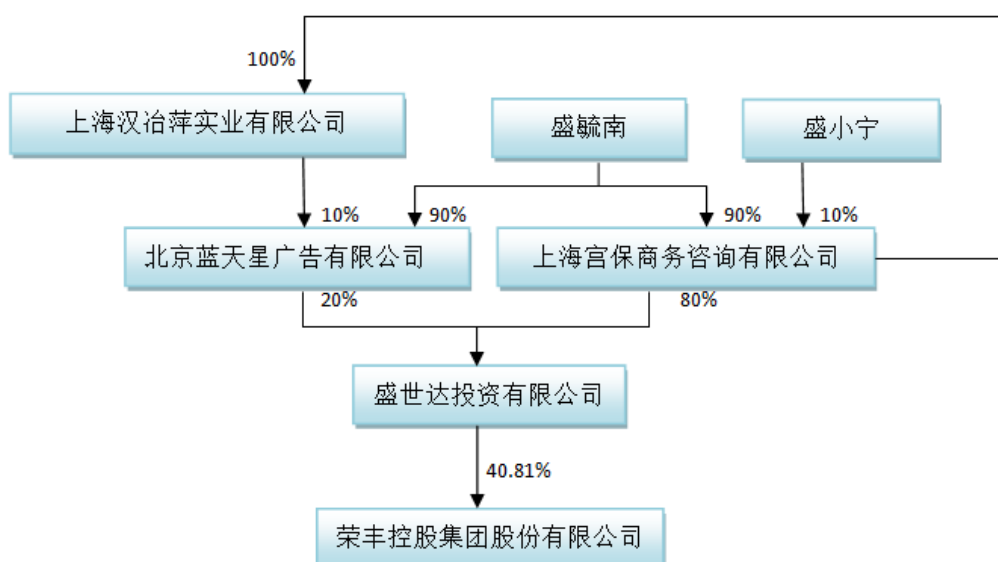 100%
上海汉冶萍实业有限公司
盛毓南
盛小宁
10%
90%
90%
10%
北京蓝天星广告有限公司
上海宫保商务咨询有限公司
20%
80%
盛世达投资有限公司
40.81%
荣丰控股集团股份有限公司